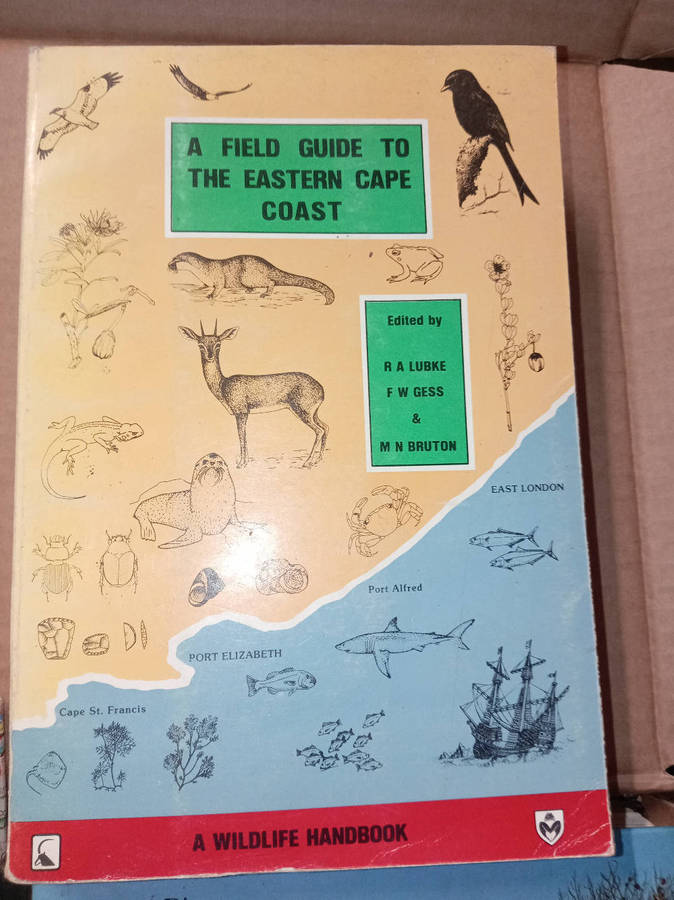 A FIELD GUIDE TO
THE EASTERN CAPE
COAST
Edited by
R A LUBKE
F W GESS
&
M N BRUTON
EAST LONDON
Port Alfred
PORT ELIZABETH
Cape St. Francis
A WILDLIFE HANDBOOK